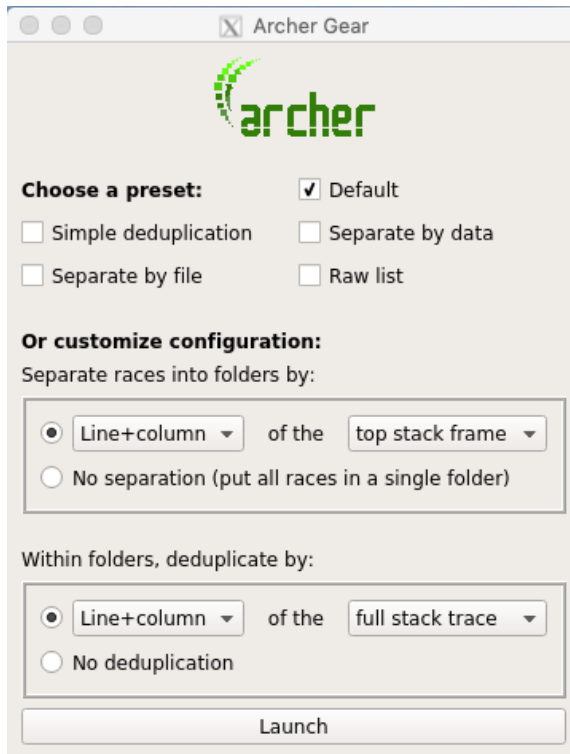 Archer Gear
archer
Choose a preset: Default
Simple deduplication Separate by data
Separate by file Raw list
Or customize configuration:
Separate races into folders by:
Line+column of the top stack frame
No separation (put all races in a single folder)
Within folders, deduplicate by:
Line+column of the full stack trace
No deduplication
Launch